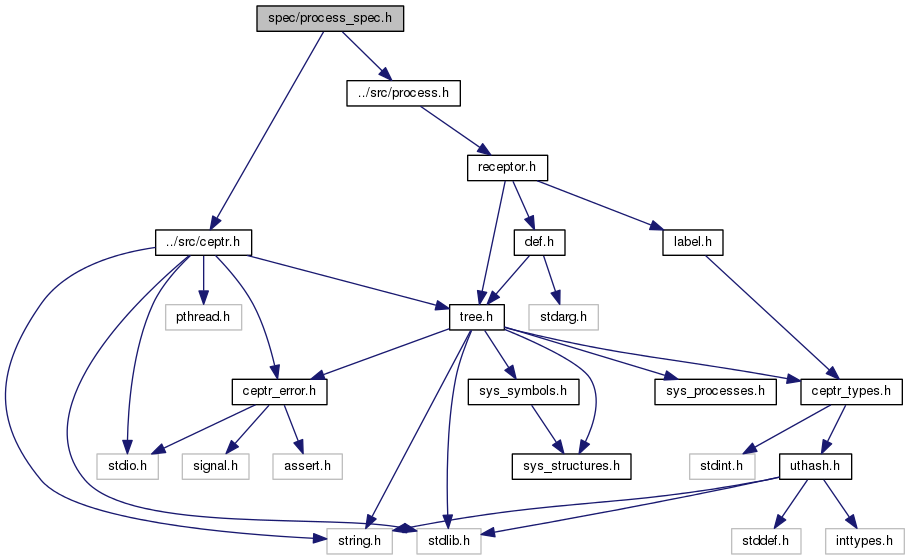 spec/process_spec.h
../src/process.h
receptor.h
../src/ceptr.h
def.h
label.h
pthread.h
tree.h
stdarg.h
ceptr_error.h
sys_symbols.h
sys_processes.h
ceptr_types.h
stdio.h
signal.h
assert.h
sys_structures.h
stdint.h
uthash.h
string.h
stdlib.h
stddef.h
inttypes.h